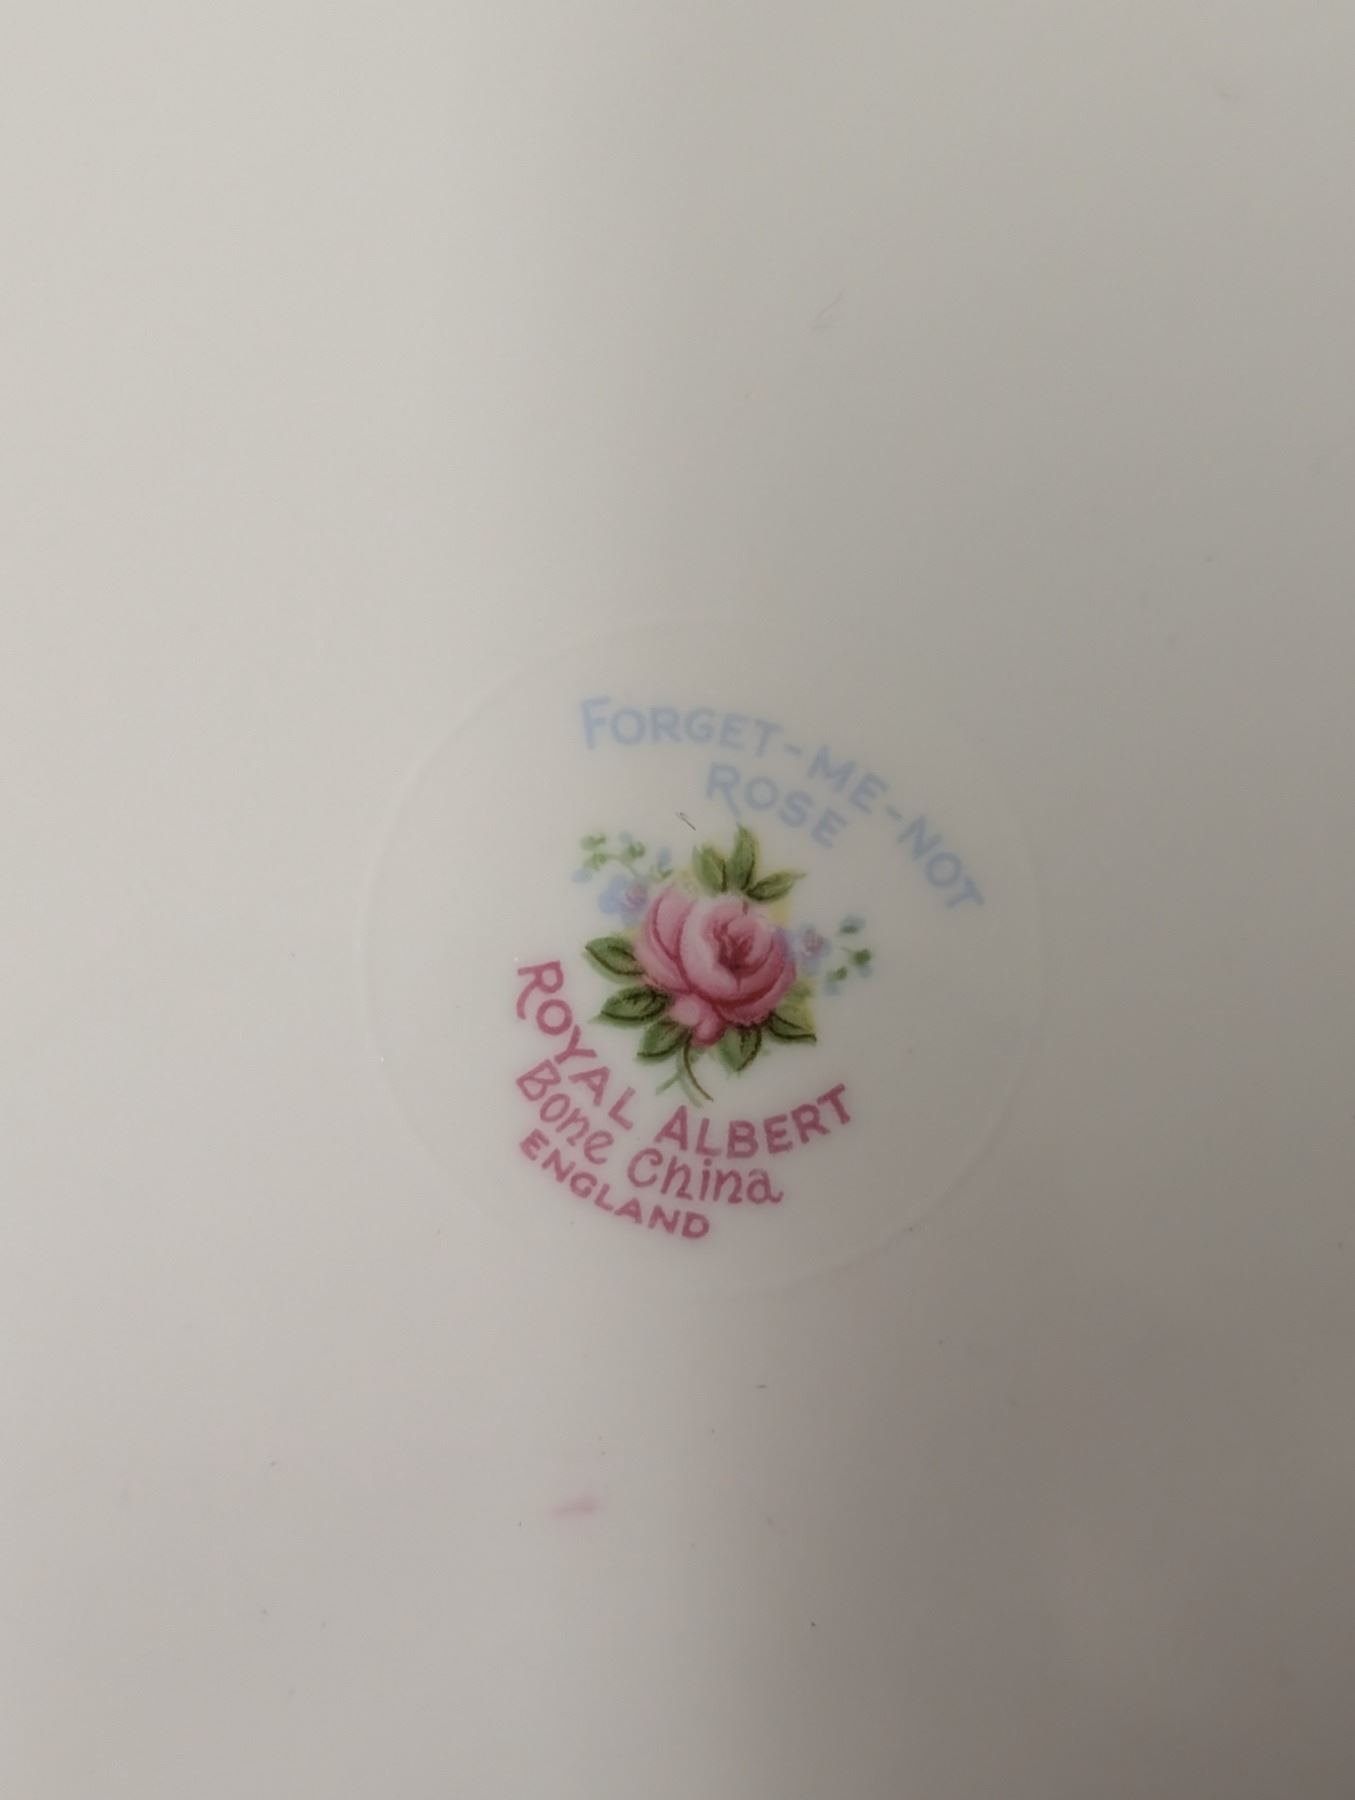 FORGET-ME-NOT
ROSE
ROYAL ALBERT
Bone China
ENGLAND